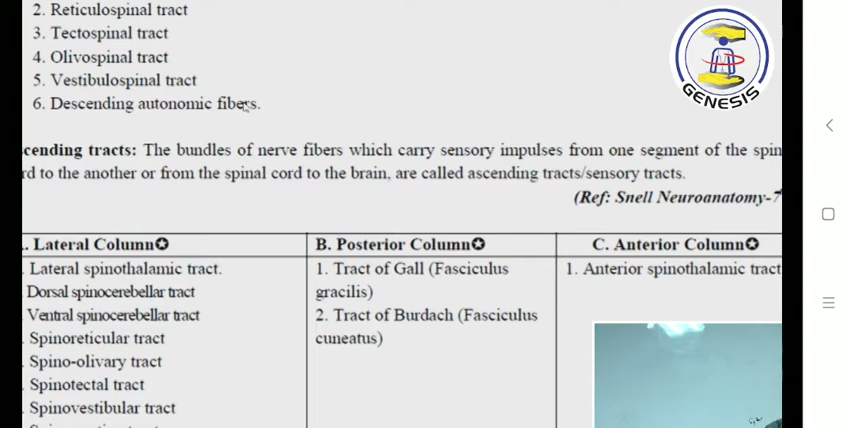 2. Reticulospinal tract
3. Tectospinal tract
4. Olivospinal tract
5. Vestibulospinal tract
6. Descending autonomic fibers.
GENESIS
cending tracts: The bundles of nerve fibers which carry sensory impulses from one segment of the spin
rd to the another or from the spinal cord to the brain, are called ascending tracts/sensory tracts.
(Ref: Snell Neuroanatomy-7
. Lateral Column✪ B. Posterior Column✪ C. Anterior Column✪
. Lateral spinothalamic tract.
Dorsal spinocerebellar tract
Ventral spinocerebellar tract
. Spinoreticular tract
. Spino-olivary tract
. Spinotectal tract
. Spinovestibular tract
1. Tract of Gall (Fasciculus
gracilis)
2. Tract of Burdach (Fasciculus
cuneatus)
1. Anterior spinothalamic tract